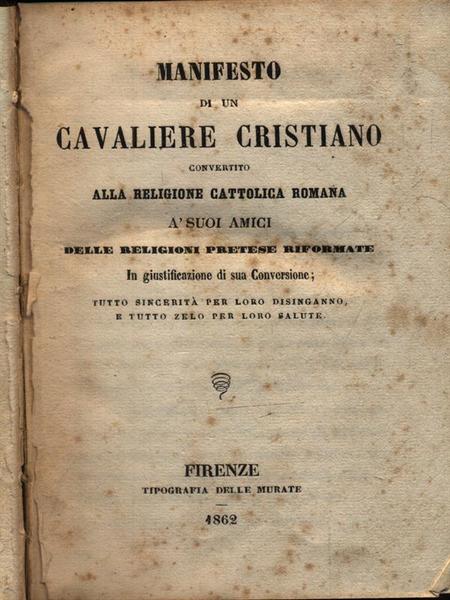 MANIFESTO
DI UN
CAVALIERE CRISTIANO
CONVERTITO
ALLA RELIGIONE CATTOLICA ROMANA
A' SUOI AMICI
DELLE RELIGIONI PRETESE RIFORMATE
In giustificazione di sua Conversione;
TUTTO SINCERITÀ PER LORO DISINGANNO,
E TUTTO ZELO PER LORO SALUTE.
FIRENZE
TIPOGRAFIA DELLE MURATE
1862